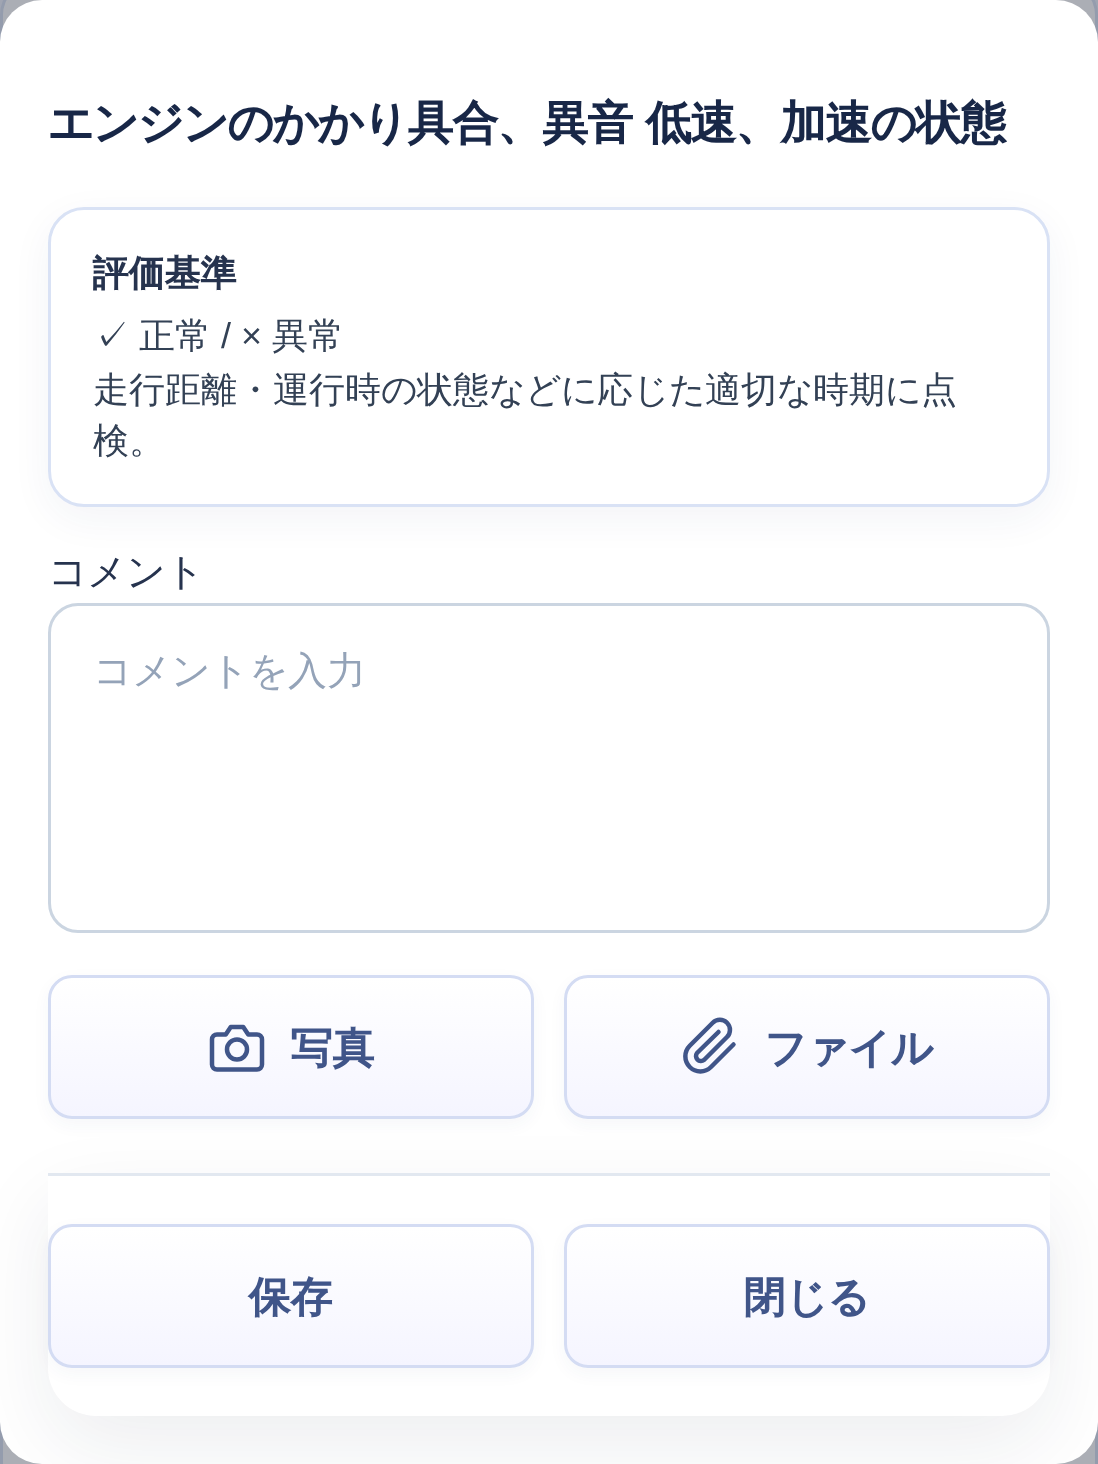 エンジンのかかり具合、異音 低速、加速の状態
評価基準
✓ 正常 / × 異常
走行距離・運行時の状態などに応じた適切な時期に点
検。
コメント
コメントを入力
写真
ファイル
保存
閉じる